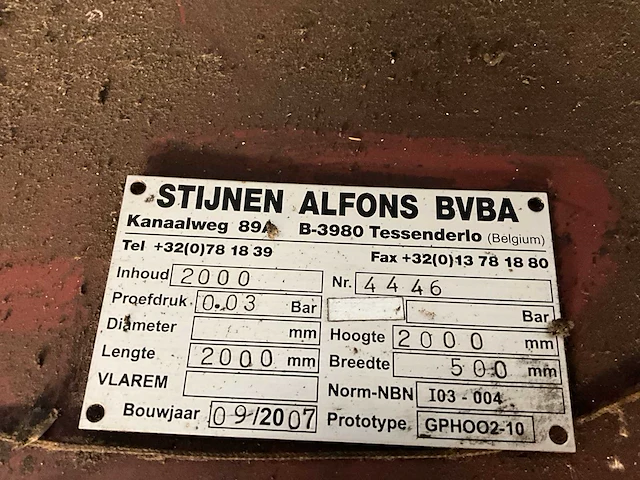 STIJNEN ALFONS BVBA
Kanaalweg 89A B-3980 Tessenderlo (Belgium)
Tel +32(0)78 18 39 Fax +32(0)13 78 18 80
Inhoud 2000 Nr. 4446
Proefdruk 0.03 Bar Bar
Diameter mm Hoogte 2000 mm
Lengte 2000 mm Breedte 500 mm
VLAREM Norm-NBN I03-004
Bouwjaar 09/2007 Prototype GPHOO2-10